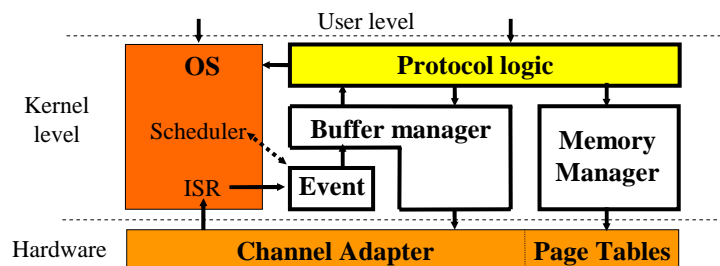 User level
OS
Protocol logic
Kernel
level
Scheduler
Buffer manager
Memory
Manager
ISR
Event
Hardware
Channel Adapter
Page Tables